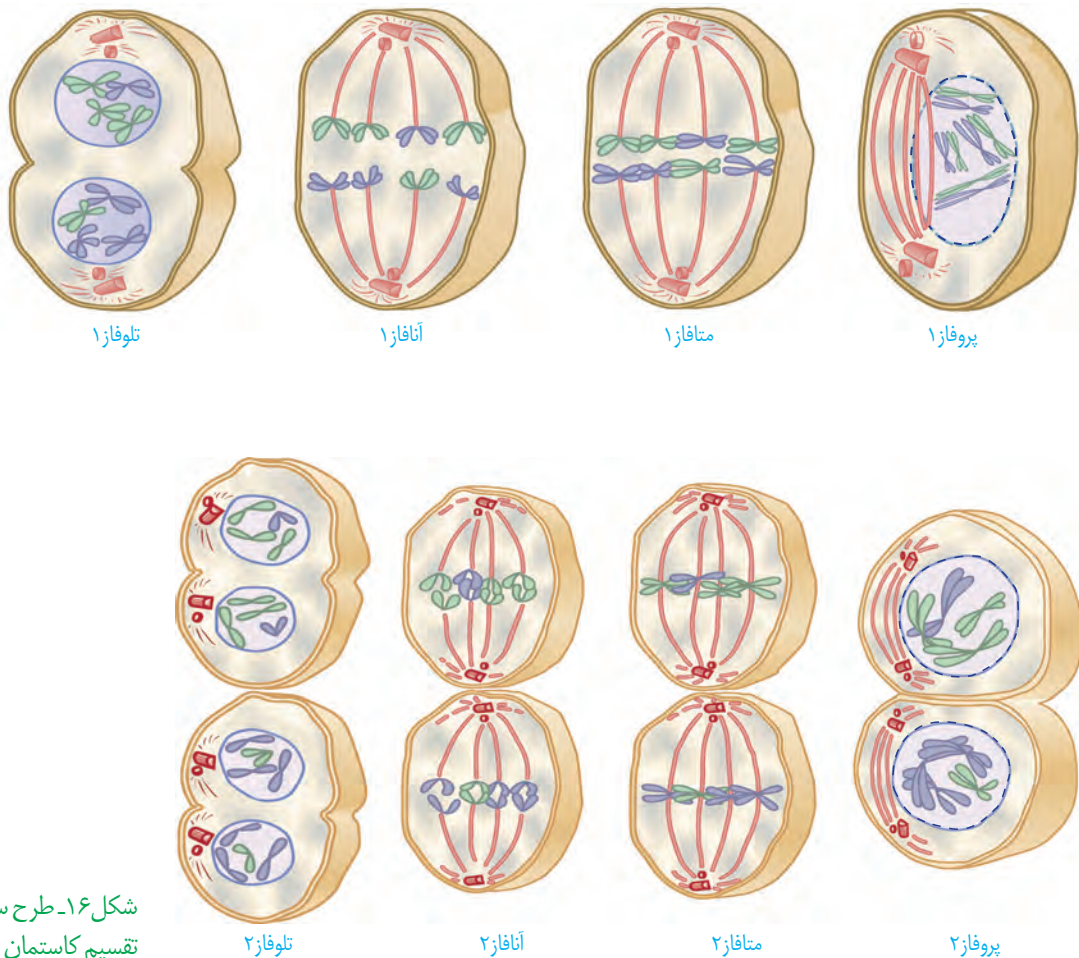 پروفاز۱
متافاز۱
آنافاز۱
تلوفاز۱
پروفاز۲
متافاز۲
آنافاز۲
تلوفاز۲
شکل۱۶ـ طرح
تقسیم کاستمان